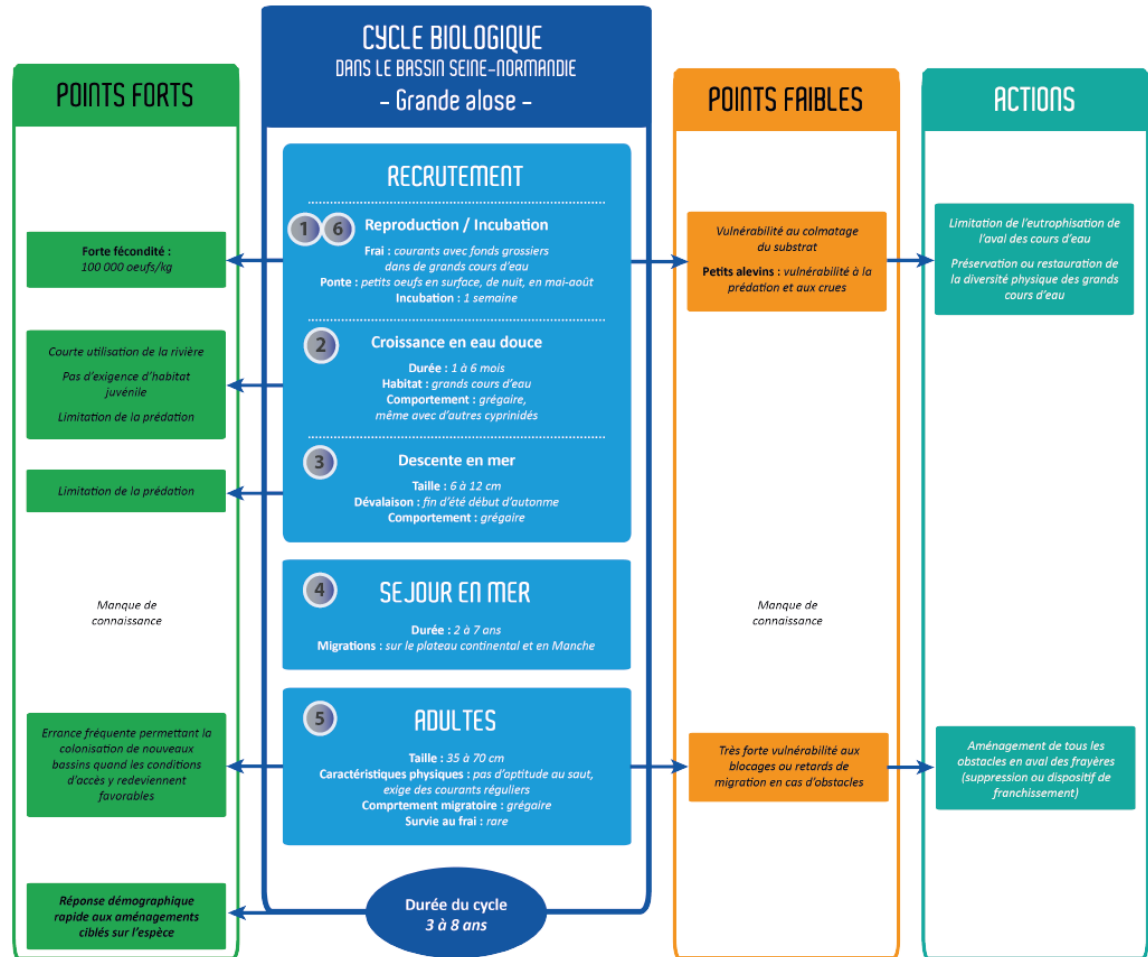 CYCLE BIOLOGIQUE
DANS LE BASSIN SEINE-NORMANDIE
- Grande alose -
POINTS FORTS
Forte fécondité :
100 000 oeufs/kg
Courte utilisation de la rivière
Pas d'exigence d'habitat
juvénile
Limitation de la prédation
Limitation de la prédation
Manque de
connaissance
Errance fréquente permettant la
colonisation de nouveaux
bassins quand les conditions
d'accès y redeviennent
favorables
Réponse démographique
rapide aux aménagements
ciblés sur l'espèce
RECRUTEMENT
1 6
Reproduction / Incubation
Frai : courants avec fonds grossiers
dans de grands cours d'eau
Ponte : petits oeufs en surface, de nuit, en mai-août
Incubation : 1 semaine
2
Croissance en eau douce
Durée : 1 à 6 mois
Habitat : grands cours d'eau
Comportement : grégaire,
même avec d'autres cyprinidés
3
Descente en mer
Taille : 6 à 12 cm
Dévalaison : fin d'été début d'autonme
Comportement : grégaire
4
SEJOUR EN MER
Durée : 2 à 7 ans
Migrations : sur le plateau continental et en Manche
5
ADULTES
Taille : 35 à 70 cm
Caractéristiques physiques : pas d'aptitude au saut,
exige des courants réguliers
Comprtement migratoire : grégaire
Survie au frai : rare
Durée du cycle
3 à 8 ans
POINTS FAIBLES
Vulnérabilité au colmatage
du substrat
Petits alevins : vulnérabilité à la
prédation et aux crues
Manque de
connaissance
Très forte vulnérabilité aux
blocages ou retards de
migration en cas d'obstacles
ACTIONS
Limitation de l'eutrophisation de
l'aval des cours d'eau
Préservation ou restauration de
la diversité physique des grands
cours d'eau
Aménagement de tous les
obstacles en aval des frayères
(suppression ou dispositif de
franchissement)